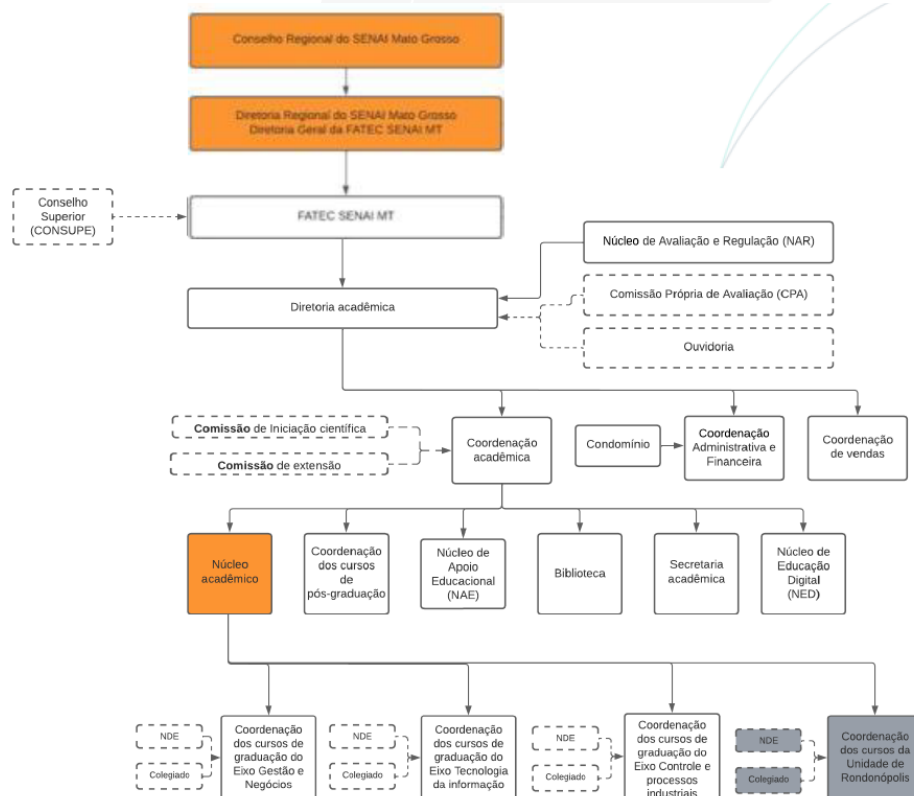 Conselho Regional do SENAI Mato Grosso
Diretoria Regional do SENAI Mato Grosso
Diretoria Geral da FATEC SENAI MT
Conselho
Superior
(CONSUPE)
FATEC SENAI MT
Núcleo de Avaliação e Regulação (NAR)
Comissão Própria de Avaliação (CPA)
Diretoria acadêmica
Ouvidoria
Comissão de Iniciação científica
Comissão de extensão
Coordenação
acadêmica
Condomínio
Coordenação
Administrativa e
Financeira
Coordenação
de vendas
Núcleo
acadêmico
Coordenação
dos cursos
de
pós-graduação
Núcleo de
Apoio
Educacional
(NAE)
Biblioteca
Secretaria
acadêmica
Núcleo de
Educação
Digital
(NED)
NDE
Colegiado
Coordenação
dos cursos de
graduação do
Eixo Gestão e
Negócios
NDE
Colegiado
Coordenação
dos cursos de
graduação do
Eixo Tecnologia
da informação
NDE
Colegiado
Coordenação
dos cursos de
graduação do
Eixo Controle e
processos
industriais
NDE
Colegiado
Coordenação
dos cursos da
Unidade de
Rondonópolis